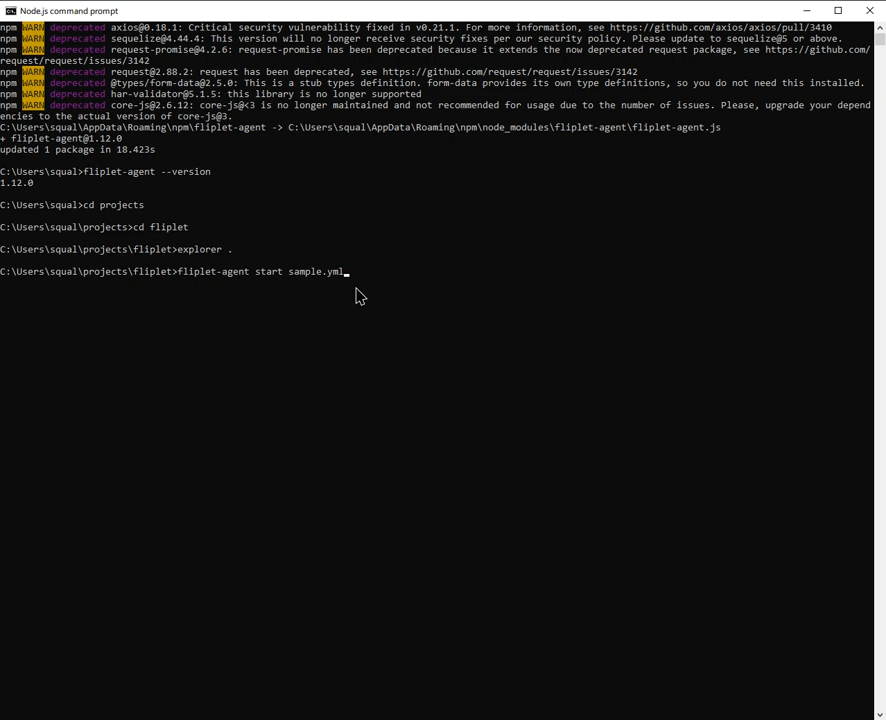 Node.js command prompt
npm WARN deprecated axios@0.18.1: Critical security vulnerability fixed in v0.21.1. For more information, see https://github.com/axios/axios/pull/3410
npm WARN deprecated sequelize@4.44.4: This version will no longer receive security fixes per our security policy. Please update to sequelize@5 or above.
npm WARN deprecated request-promise@4.2.6: request-promise has been deprecated because it extends the now deprecated request package, see https://github.com/
request/request/issues/3142
npm WARN deprecated request@2.88.2: request has been deprecated, see https://github.com/request/request/issues/3142
npm WARN deprecated @types/form-data@2.5.0: This is a stub types definition. form-data provides its own type definitions, so you do not need this installed.
npm WARN deprecated har-validator@5.1.5: this library is no longer supported
npm WARN deprecated core-js@2.6.12: core-js@<3 is no longer maintained and not recommended for usage due to the number of issues. Please, upgrade your depend
encies to the actual version of core-js@3.
C:\Users\squal\AppData\Roaming\npm\fliplet-agent -> C:\Users\squal\AppData\Roaming\npm\node_modules\fliplet-agent\fliplet-agent.js
+ fliplet-agent@1.12.0
updated 1 package in 18.423s
C:\Users\squal>fliplet-agent --version
1.12.0
C:\Users\squal>cd projects
C:\Users\squal\projects>cd fliplet
C:\Users\squal\projects\fliplet>explorer .
C:\Users\squal\projects\fliplet>fliplet-agent start sample.yml